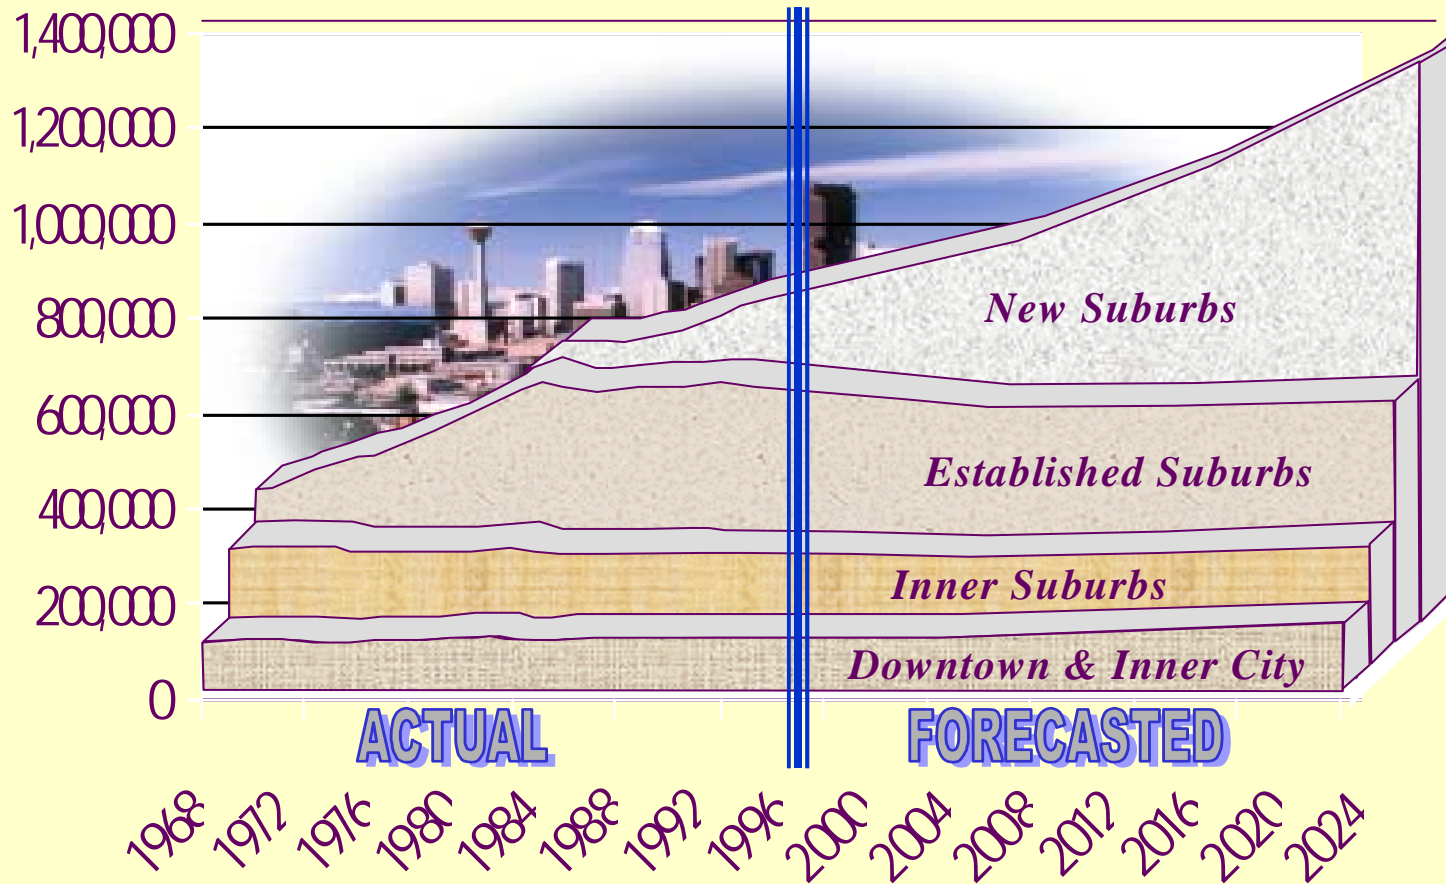 1,400,000
1,200,000
1,000,000
800,000
600,000
400,000
200,000
0
New Suburbs
Established Suburbs
Inner Suburbs
Downtown & Inner City
ACTUAL FORECASTED
1968 1972 1976 1980 1984 1988 1992 1996 2000 2004 2008 2012 2016 2020 2024